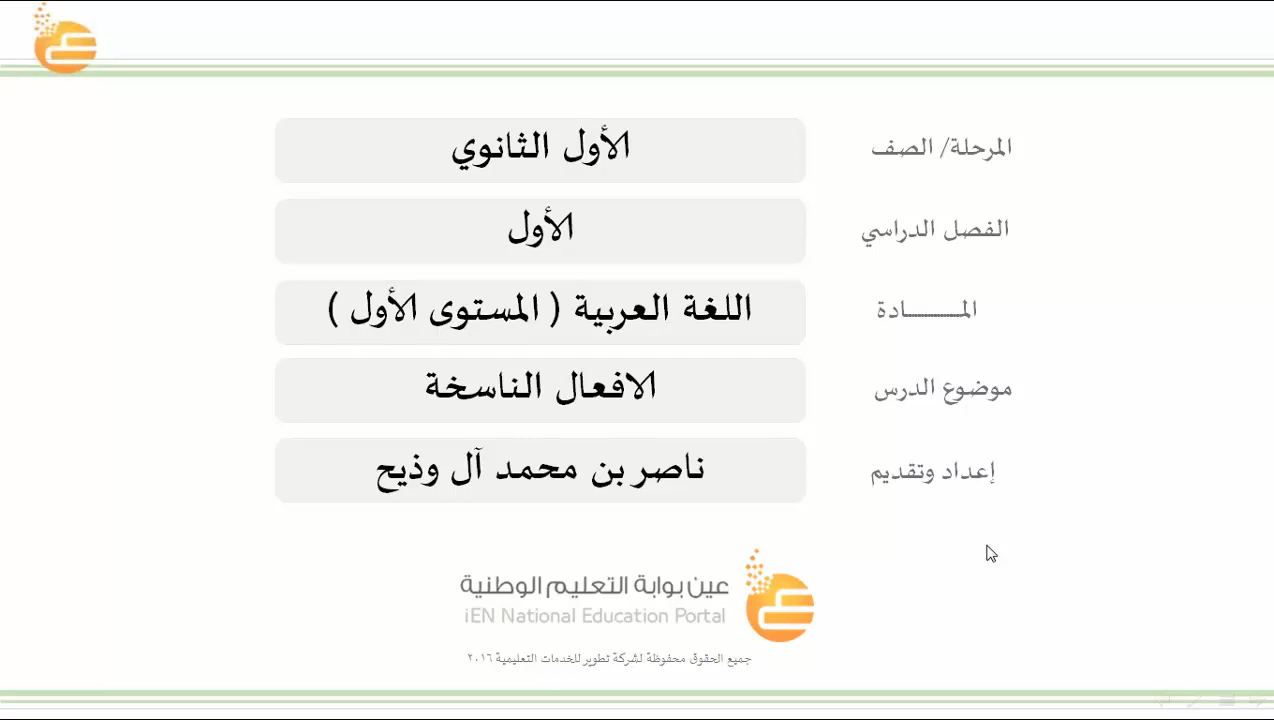 المرحلة/ الصف الأول الثانوي
الفصل الدراسي الأول
المــــــــــادة اللغة العربية ( المستوى الأول )
موضوع الدرس الافعال الناسخة
إعداد وتقديم ناصر بن محمد آل وذيح
عين بوابة التعليم الوطنية
iEN National Education Portal
جميع الحقوق محفوظة لشركة تطوير للخدمات التعليمية ٢٠١٦